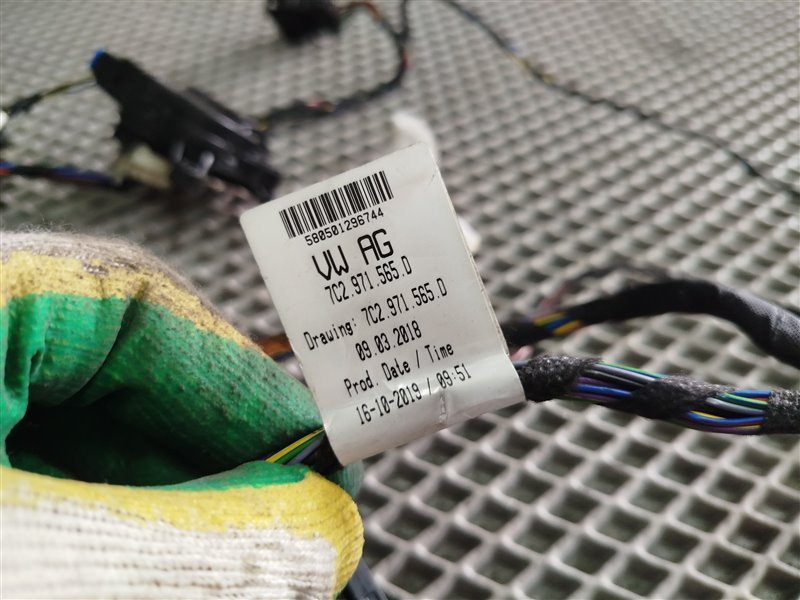 580501296744
VW AG
7C2.971.565.D
Drawing: 7C2.971.565.D
09.03.2018
Prod. Date / Time
16-10-2019 / 09:51